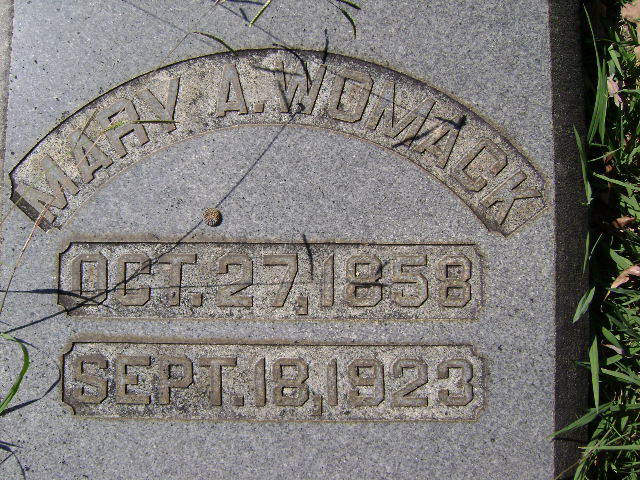 MARY A. WOMACK
OCT. 27, 1858
SEPT. 18, 1923